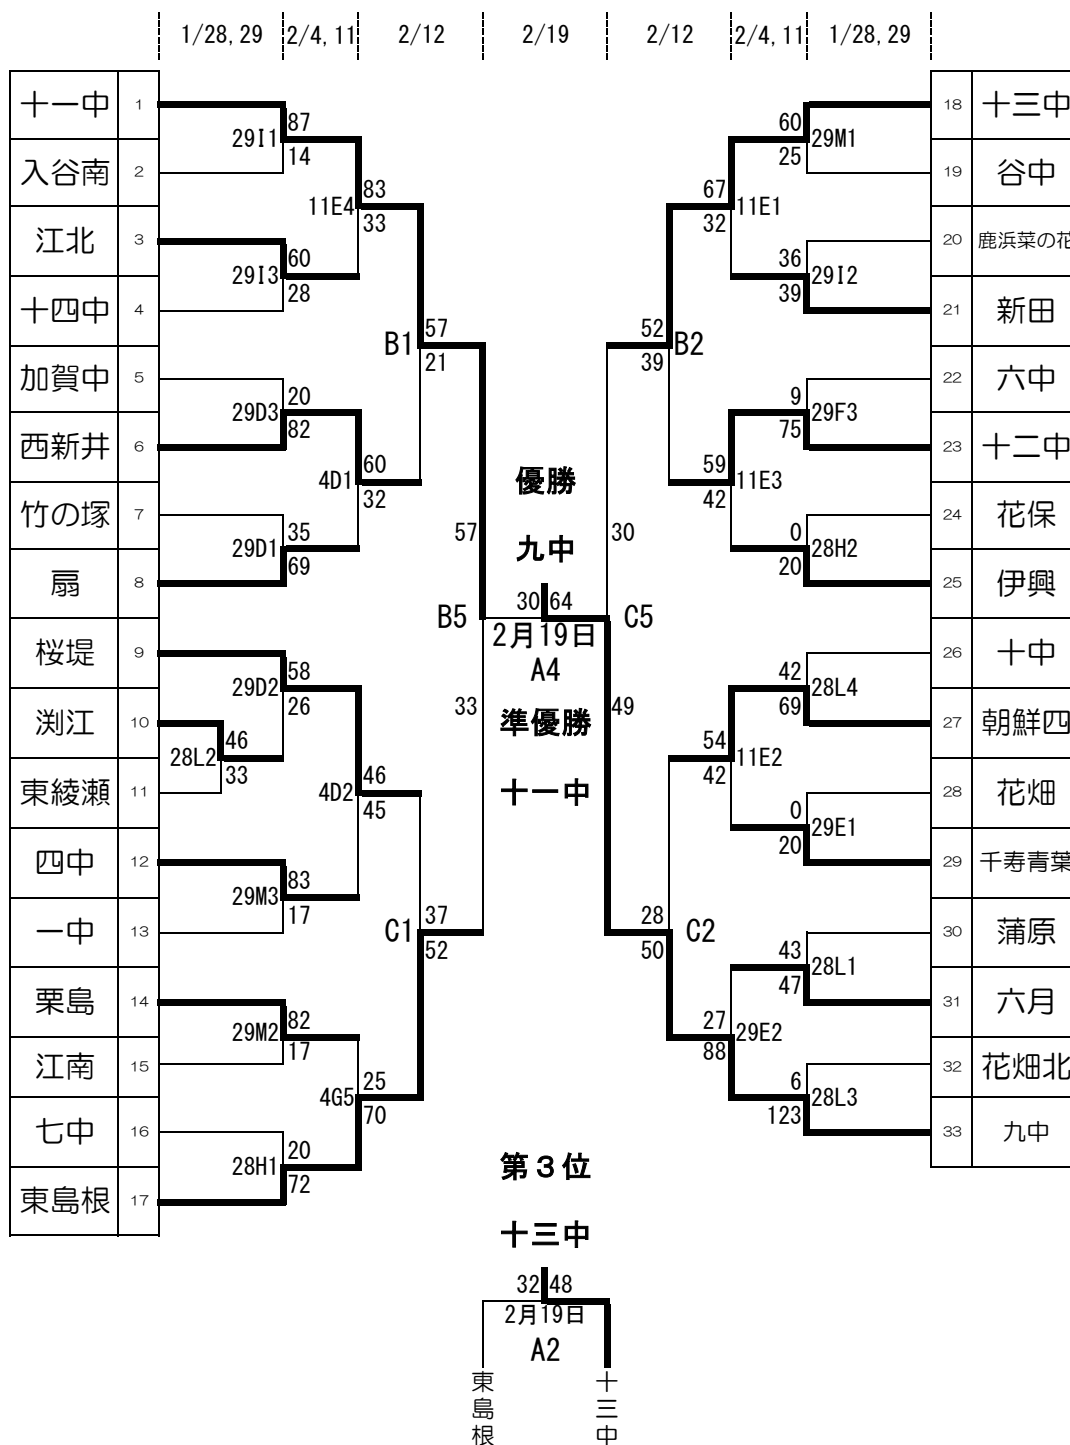 1/28, 29 2/4, 11 2/12 2/19 2/12 2/4, 11 1/28, 29
十一中 1
入谷南 2
江北 3
十四中 4
加賀中 5
西新井 6
竹の塚 7
扇 8
桜堤 9
渕江 10
東綾瀬 11
四中 12
一中 13
栗島 14
江南 15
七中 16
東島根 17
29I1 87 14
29I3 60 28
29D3 20 82
29D1 35 69
29D2 58 26
28L2 46 33
29M3 83 17
29M2 82 17
28H1 20 72
11E4 83 33
4D1 60 32
4D2 46 45
4G5 25 70
B1 57 21
C1 37 52
B5 57 33
優勝
九中
30 64
2月19日
A4
準優勝
十一中
C5 30 49
B2 52 39
C2 28 50
11E1 67 32
11E3 59 42
11E2 54 42
29E2 27 88
29M1 60 25
29I2 36 39
29F3 9 75
28H2 0 20
28L4 42 69
29E1 0 20
28L1 43 47
28L3 6 123
18 十三中
19 谷中
20 鹿浜菜の花
21 新田
22 六中
23 十二中
24 花保
25 伊興
26 十中
27 朝鮮四
28 花畑
29 千寿青葉
30 蒲原
31 六月
32 花畑北
33 九中
第３位
十三中
32 48
2月19日
A2
東島根
十三中